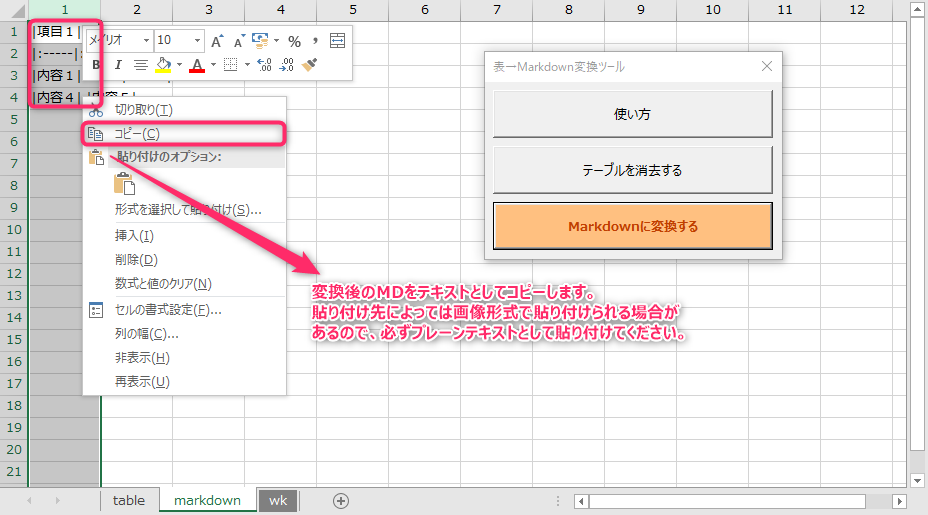 1 2 3 4 5 6 7 8 9 10 11 12
1 |項目1|
2 |:-----|:
3 |内容1|
4 |内容4|内容5|
5
6
7
8
9
10
11
12
13
14
15
16
17
18
19
20
21
メイリオ 10 A A % ,
B I A .00 .00
切り取り(T)
コピー(C)
貼り付けのオプション:
形式を選択して貼り付け(S)...
挿入(I)
削除(D)
数式と値のクリア(N)
セルの書式設定(F)...
列の幅(C)...
非表示(H)
再表示(U)
表→Markdown変換ツール
使い方
テーブルを消去する
Markdownに変換する
変換後のMDをテキストとしてコピーします。
貼り付け先によっては画像形式で貼り付けられる場合が
あるので、必ずプレーンテキストとして貼り付けてください。
table markdown wk